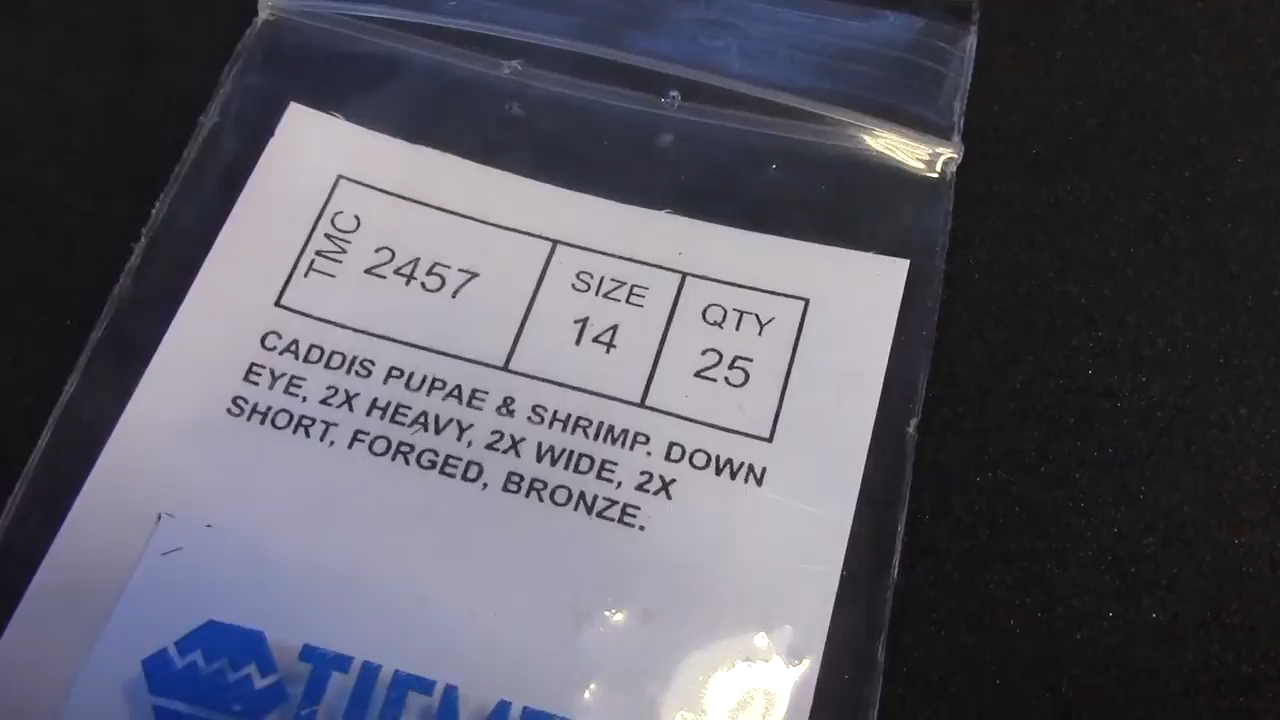 TMC 2457 SIZE 14 QTY 25
CADDIS PUPAE & SHRIMP. DOWN
EYE, 2X HEAVY, 2X WIDE, 2X
SHORT, FORGED, BRONZE.